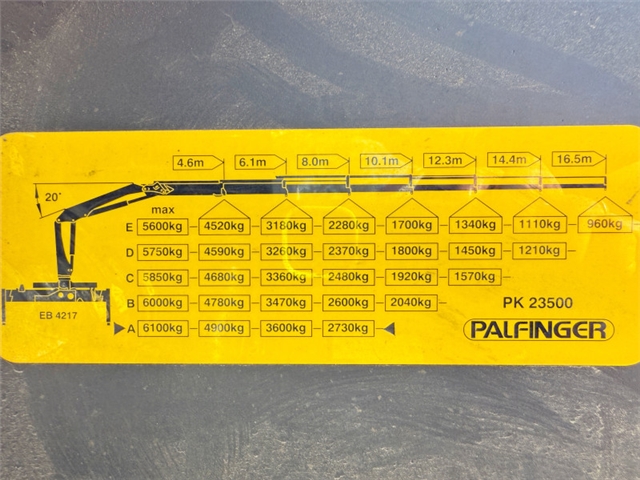 4.6m 6.1m 8.0m 10.1m 12.3m 14.4m 16.5m
20°
max
E 5600kg 4520kg 3180kg 2280kg 1700kg 1340kg 1110kg 960kg
D 5750kg 4590kg 3260kg 2370kg 1800kg 1450kg 1210kg
C 5850kg 4680kg 3360kg 2480kg 1920kg 1570kg
B 6000kg 4780kg 3470kg 2600kg 2040kg
PK 23500
EB 4217
A 6100kg 4900kg 3600kg 2730kg
PALFINGER